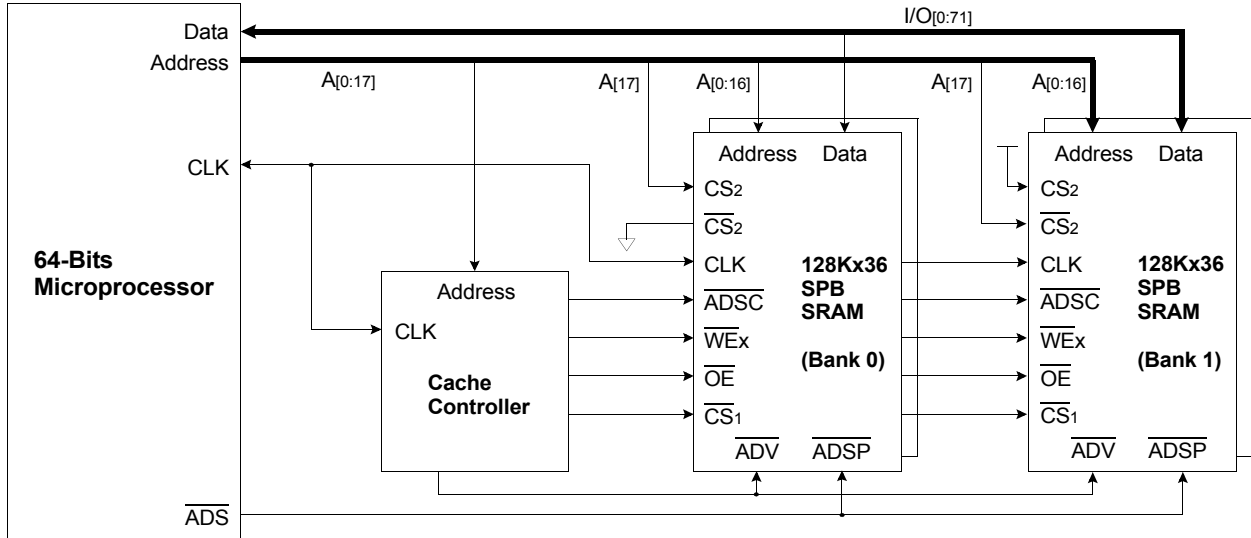 I/O[0:71]
Data
Address
A[0:17]
A[17]
A[0:16]
A[17]
A[0:16]
CLK
64-Bits
Microprocessor
ADS
Address
CLK
Cache
Controller
Address Data
CS2
CS2
CLK
ADSC
WEx
OE
CS1
128Kx36
SPB
SRAM
(Bank 0)
ADV ADSP
Address Data
CS2
CS2
CLK
ADSC
WEx
OE
CS1
128Kx36
SPB
SRAM
(Bank 1)
ADV ADSP